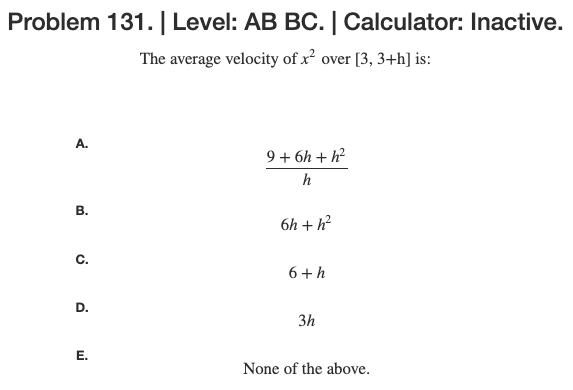 Problem 131. | Level: AB BC. | Calculator: Inactive.
The average velocity of x² over [3, 3+h] is:
A.
9 + 6h + h²
h
B.
6h + h²
C.
6 + h
D.
3h
E.
None of the above.